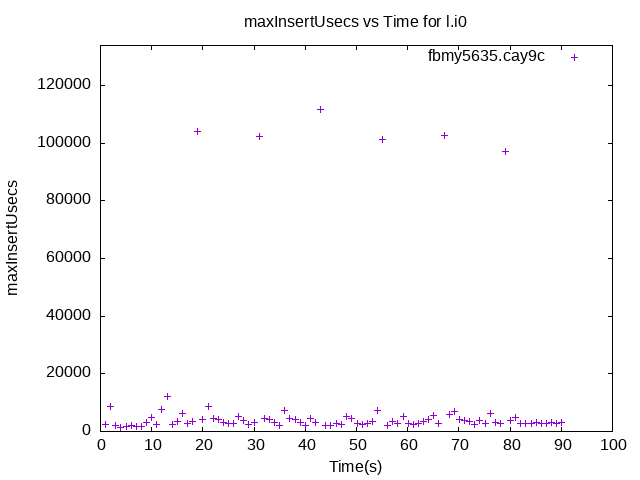 maxInsertUsecs vs Time for l.i0
fbmy5635.cay9c
120000
100000
80000
60000
40000
20000
0
maxInsertUsecs
0 10 20 30 40 50 60 70 80 90 100
Time(s)